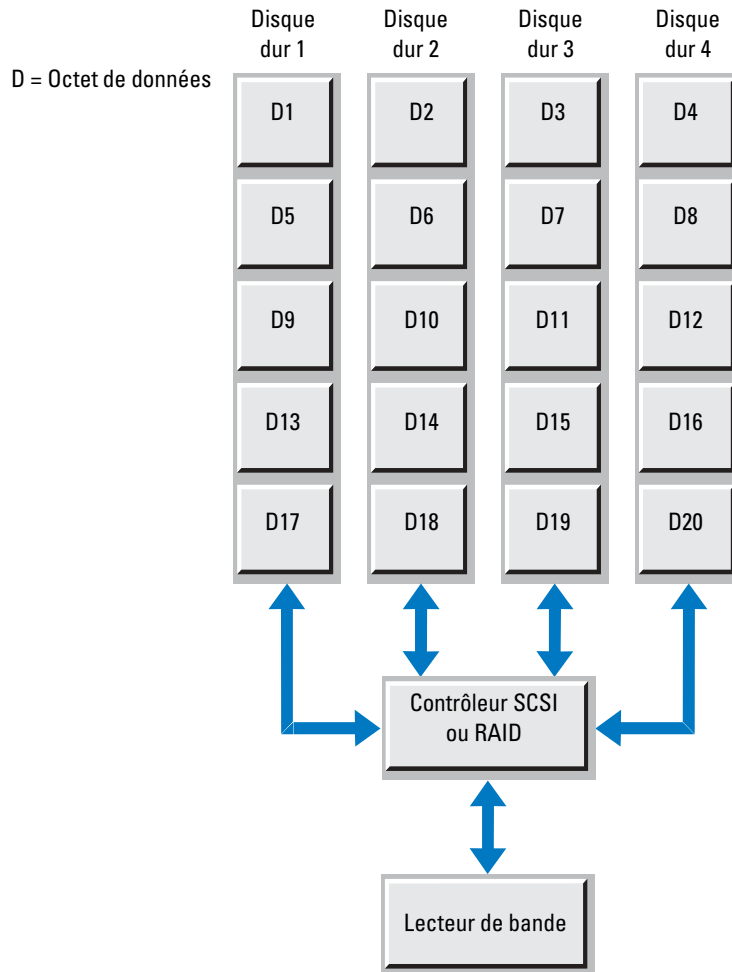 Disque
dur 1
Disque
dur 2
Disque
dur 3
Disque
dur 4
D = Octet de données
D1
D2
D3
D4
D5
D6
D7
D8
D9
D10
D11
D12
D13
D14
D15
D16
D17
D18
D19
D20
Contrôleur SCSI
ou RAID
Lecteur de bande